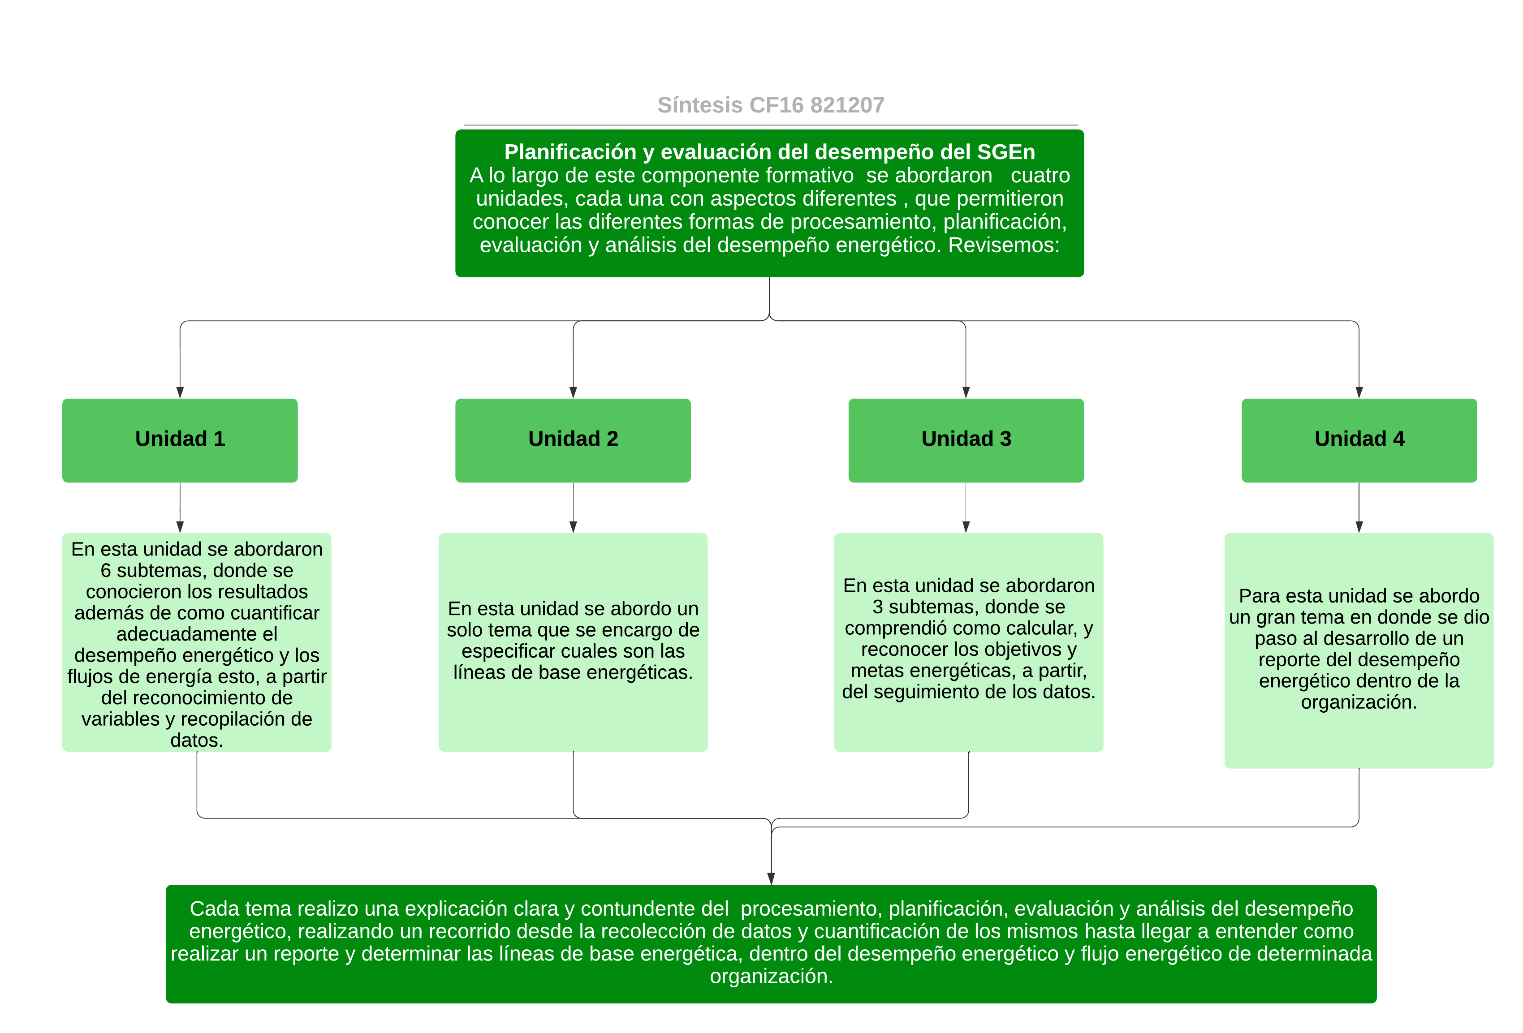 Síntesis CF16 821207
Planificación y evaluación del desempeño del SGEn
A lo largo de este componente formativo  se abordaron   cuatro
unidades, cada una con aspectos diferentes , que permitieron
conocer las diferentes formas de procesamiento, planificación,
evaluación y análisis del desempeño energético. Revisemos:
Unidad 1
Unidad 2
Unidad 3
Unidad 4
En esta unidad se abordaron
6 subtemas, donde se
conocieron los resultados
además de como cuantificar
adecuadamente el
desempeño energético y los
flujos de energía esto, a partir
del reconocimiento de
variables y recopilación de
datos.
En esta unidad se abordo un
solo tema que se encargo de
especificar cuales son las
líneas de base energéticas.
En esta unidad se abordaron
3 subtemas, donde se
comprendió como calcular, y
reconocer los objetivos y
metas energéticas, a partir,
del seguimiento de los datos.
Para esta unidad se abordo
un gran tema en donde se dio
paso al desarrollo de un
reporte del desempeño
energético dentro de la
organización.
Cada tema realizo una explicación clara y contundente del  procesamiento, planificación, evaluación y análisis del desempeño
energético, realizando un recorrido desde la recolección de datos y cuantificación de los mismos hasta llegar a entender como
realizar un reporte y determinar las líneas de base energética, dentro del desempeño energético y flujo energético de determinada
organización.